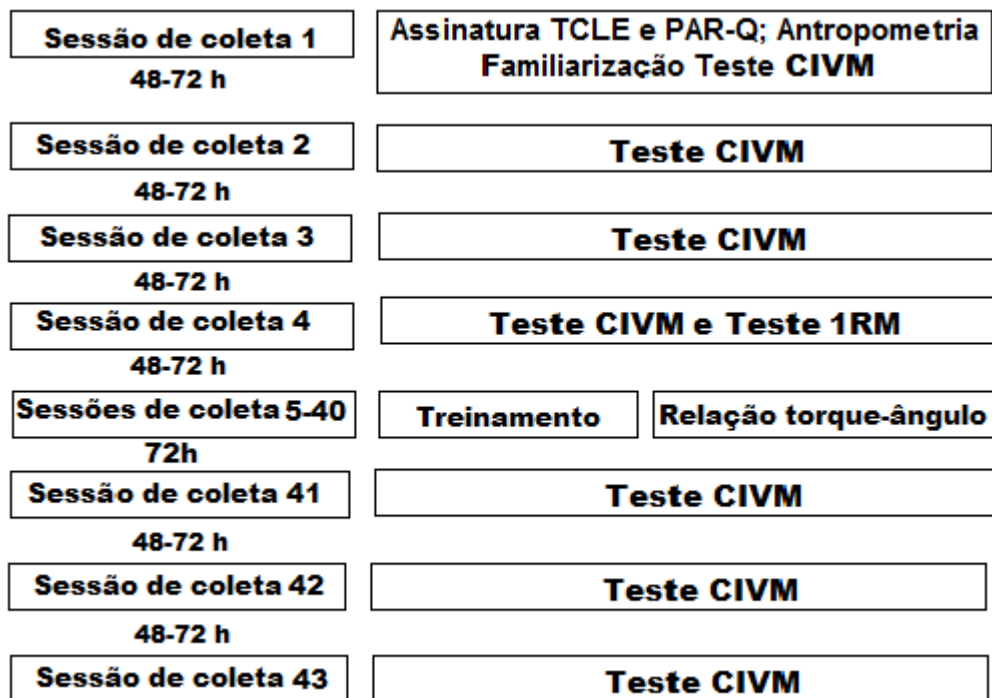 Sessão de coleta 1
Assinatura TCLE e PAR-Q; Antropometria
Familiarização Teste CIVM
48-72 h
Sessão de coleta 2
Teste CIVM
48-72 h
Sessão de coleta 3
Teste CIVM
48-72 h
Sessão de coleta 4
Teste CIVM e Teste 1RM
48-72 h
Sessões de coleta 5-40
Treinamento
Relação torque-ângulo
72h
Sessão de coleta 41
Teste CIVM
48-72 h
Sessão de coleta 42
Teste CIVM
48-72 h
Sessão de coleta 43
Teste CIVM